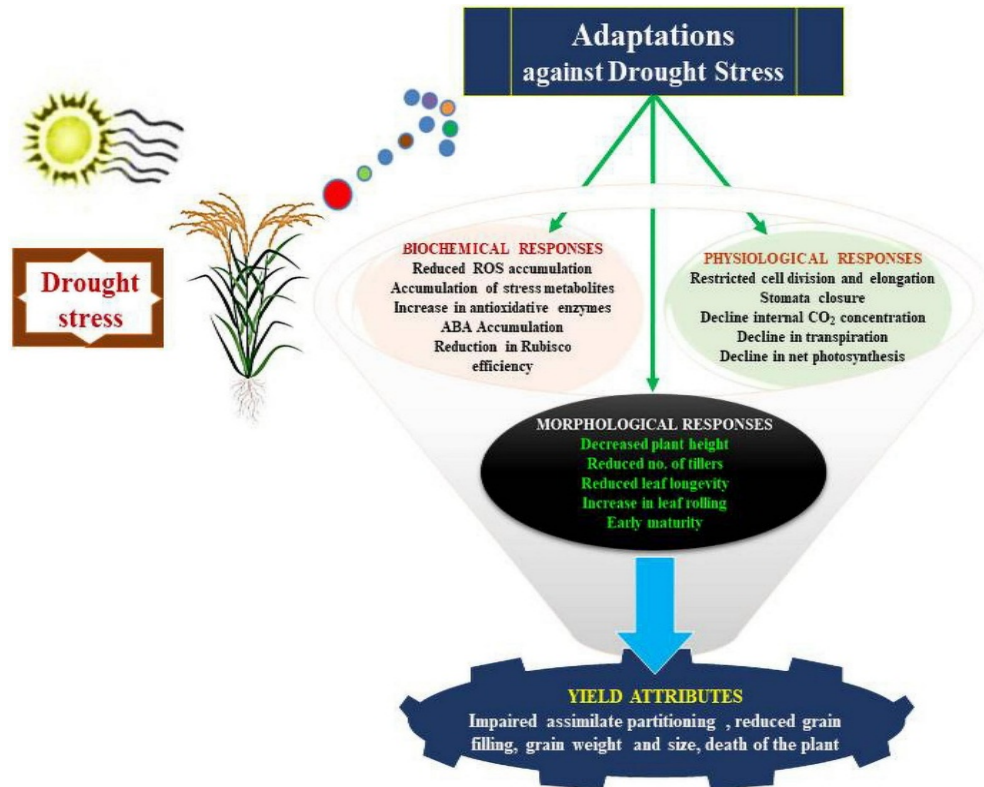 Adaptations
against Drought Stress
Drought
stress
BIOCHEMICAL RESPONSES
Reduced ROS accumulation
Accumulation of stress metabolites
Increase in antioxidative enzymes
ABA Accumulation
Reduction in Rubisco
efficiency
PHYSIOLOGICAL RESPONSES
Restricted cell division and elongation
Stomata closure
Decline internal CO₂ concentration
Decline in transpiration
Decline in net photosynthesis
MORPHOLOGICAL RESPONSES
Decreased plant height
Reduced no. of tillers
Reduced leaf longevity
Increase in leaf rolling
Early maturity
YIELD ATTRIBUTES
Impaired assimilate partitioning , reduced grain
filling, grain weight and size, death of the plant